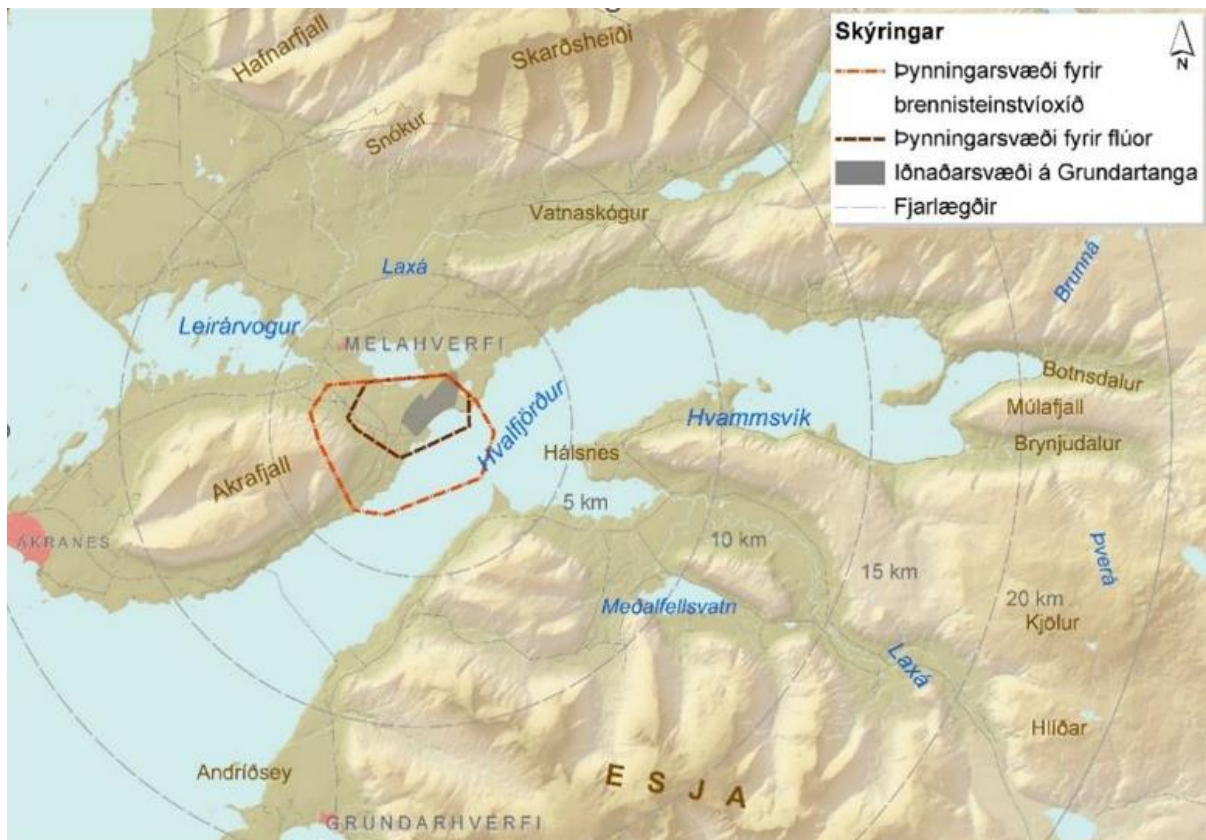 Skýringar
N
Þynningarsvæði fyrir
brennisteinstvíoxíð
Þynningarsvæði fyrir flúor
Iðnaðarsvæði á Grundartanga
Fjarlægðir
Hafnarfjall
Skarðsheiði
Snókur
Vatnaskógur
Laxá
Brunná
Leirárvogur
MELAHVERFI
Botnsdalur
Múlafjall
Hvalfjörður
Hvammsvík
Brynjudalur
Hálsnes
Akrafjall
5 km
AKRANES
10 km
Þverá
15 km
20 km
Meðalfellsvatn
Kjölur
Laxá
Hlíðar
Andríðsey
ESJA
GRUNDARHVERFI